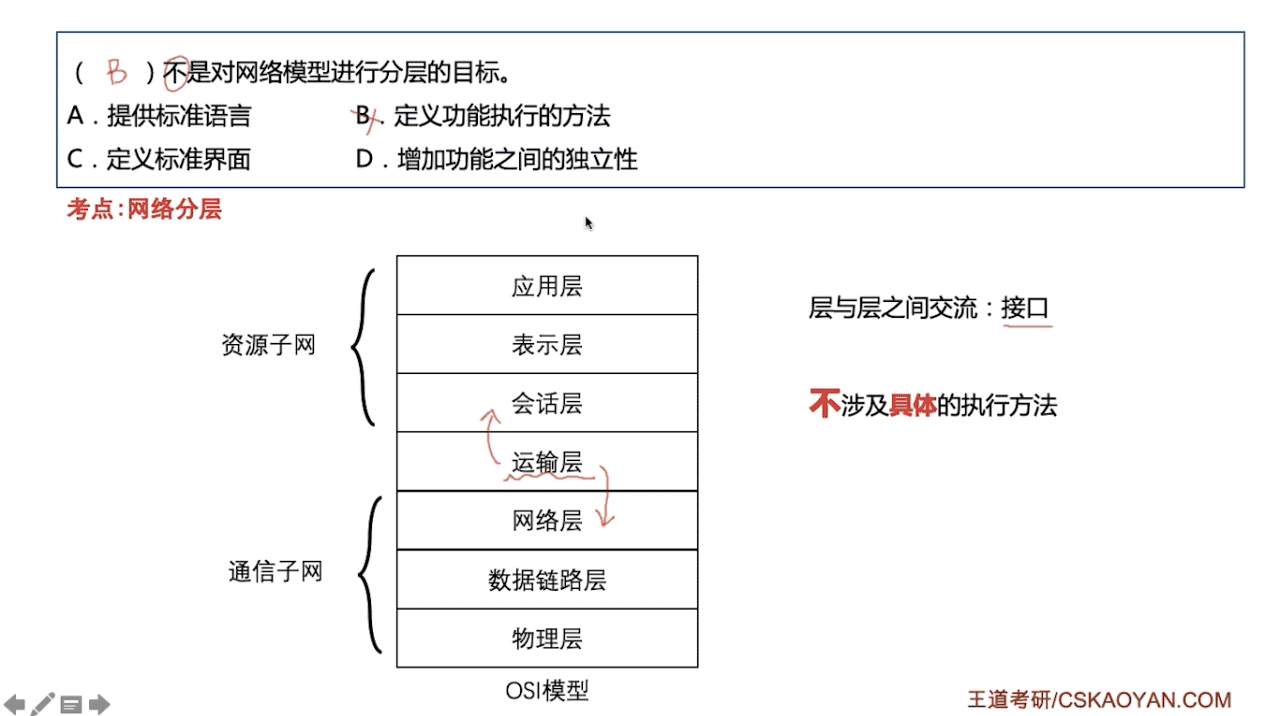 ( B )不是对网络模型进行分层的目标。
A．提供标准语言 B．定义功能执行的方法
C．定义标准界面 D．增加功能之间的独立性
考点:网络分层
应用层
表示层
会话层
运输层
网络层
数据链路层
物理层
OSI模型
资源子网
通信子网
层与层之间交流：接口
不涉及具体的执行方法
王道考研/CSKAOYAN.COM